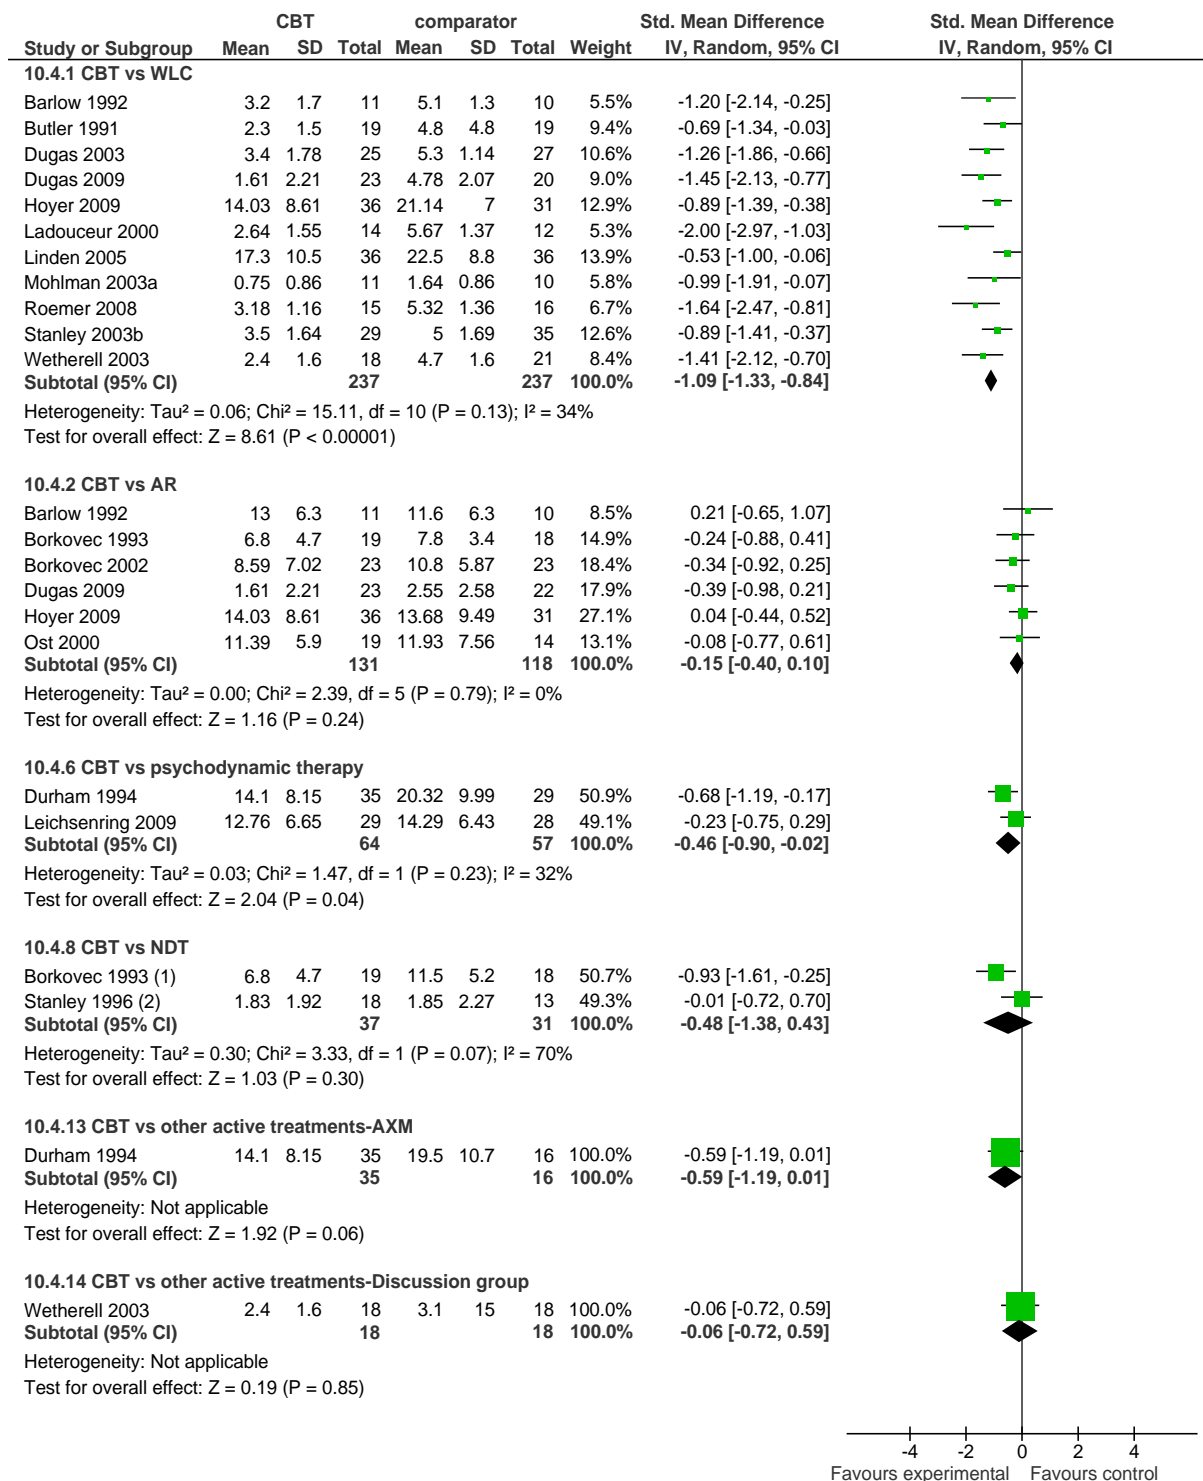 CBT comparator Std. Mean Difference Std. Mean Difference
Study or Subgroup Mean SD Total Mean SD Total Weight IV, Random, 95% CI IV, Random, 95% CI
10.4.1 CBT vs WLC
Barlow 1992 3.2 1.7 11 5.1 1.3 10 5.5% -1.20 [-2.14, -0.25]
Butler 1991 2.3 1.5 19 4.8 4.8 19 9.4% -0.69 [-1.34, -0.03]
Dugas 2003 3.4 1.78 25 5.3 1.14 27 10.6% -1.26 [-1.86, -0.66]
Dugas 2009 1.61 2.21 23 4.78 2.07 20 9.0% -1.45 [-2.13, -0.77]
Hoyer 2009 14.03 8.61 36 21.14 7 31 12.9% -0.89 [-1.39, -0.38]
Ladouceur 2000 2.64 1.55 14 5.67 1.37 12 5.3% -2.00 [-2.97, -1.03]
Linden 2005 17.3 10.5 36 22.5 8.8 36 13.9% -0.53 [-1.00, -0.06]
Mohlman 2003a 0.75 0.86 11 1.64 0.86 10 5.8% -0.99 [-1.91, -0.07]
Roemer 2008 3.18 1.16 15 5.32 1.36 16 6.7% -1.64 [-2.47, -0.81]
Stanley 2003b 3.5 1.64 29 5 1.69 35 12.6% -0.89 [-1.41, -0.37]
Wetherell 2003 2.4 1.6 18 4.7 1.6 21 8.4% -1.41 [-2.12, -0.70]
Subtotal (95% CI) 237 237 100.0% -1.09 [-1.33, -0.84]
Heterogeneity: Tau² = 0.06; Chi² = 15.11, df = 10 (P = 0.13); I² = 34%
Test for overall effect: Z = 8.61 (P < 0.00001)
10.4.2 CBT vs AR
Barlow 1992 13 6.3 11 11.6 6.3 10 8.5% 0.21 [-0.65, 1.07]
Borkovec 1993 6.8 4.7 19 7.8 3.4 18 14.9% -0.24 [-0.88, 0.41]
Borkovec 2002 8.59 7.02 23 10.8 5.87 23 18.4% -0.34 [-0.92, 0.25]
Dugas 2009 1.61 2.21 23 2.55 2.58 22 17.9% -0.39 [-0.98, 0.21]
Hoyer 2009 14.03 8.61 36 13.68 9.49 31 27.1% 0.04 [-0.44, 0.52]
Ost 2000 11.39 5.9 19 11.93 7.56 14 13.1% -0.08 [-0.77, 0.61]
Subtotal (95% CI) 131 118 100.0% -0.15 [-0.40, 0.10]
Heterogeneity: Tau² = 0.00; Chi² = 2.39, df = 5 (P = 0.79); I² = 0%
Test for overall effect: Z = 1.16 (P = 0.24)
10.4.6 CBT vs psychodynamic therapy
Durham 1994 14.1 8.15 35 20.32 9.99 29 50.9% -0.68 [-1.19, -0.17]
Leichsenring 2009 12.76 6.65 29 14.29 6.43 28 49.1% -0.23 [-0.75, 0.29]
Subtotal (95% CI) 64 57 100.0% -0.46 [-0.90, -0.02]
Heterogeneity: Tau² = 0.03; Chi² = 1.47, df = 1 (P = 0.23); I² = 32%
Test for overall effect: Z = 2.04 (P = 0.04)
10.4.8 CBT vs NDT
Borkovec 1993 (1) 6.8 4.7 19 11.5 5.2 18 50.7% -0.93 [-1.61, -0.25]
Stanley 1996 (2) 1.83 1.92 18 1.85 2.27 13 49.3% -0.01 [-0.72, 0.70]
Subtotal (95% CI) 37 31 100.0% -0.48 [-1.38, 0.43]
Heterogeneity: Tau² = 0.30; Chi² = 3.33, df = 1 (P = 0.07); I² = 70%
Test for overall effect: Z = 1.03 (P = 0.30)
10.4.13 CBT vs other active treatments-AXM
Durham 1994 14.1 8.15 35 19.5 10.7 16 100.0% -0.59 [-1.19, 0.01]
Subtotal (95% CI) 35 16 100.0% -0.59 [-1.19, 0.01]
Heterogeneity: Not applicable
Test for overall effect: Z = 1.92 (P = 0.06)
10.4.14 CBT vs other active treatments-Discussion group
Wetherell 2003 2.4 1.6 18 3.1 15 18 100.0% -0.06 [-0.72, 0.59]
Subtotal (95% CI) 18 18 100.0% -0.06 [-0.72, 0.59]
Heterogeneity: Not applicable
Test for overall effect: Z = 0.19 (P = 0.85)
-4 -2 0 2 4
Favours experimental Favours control